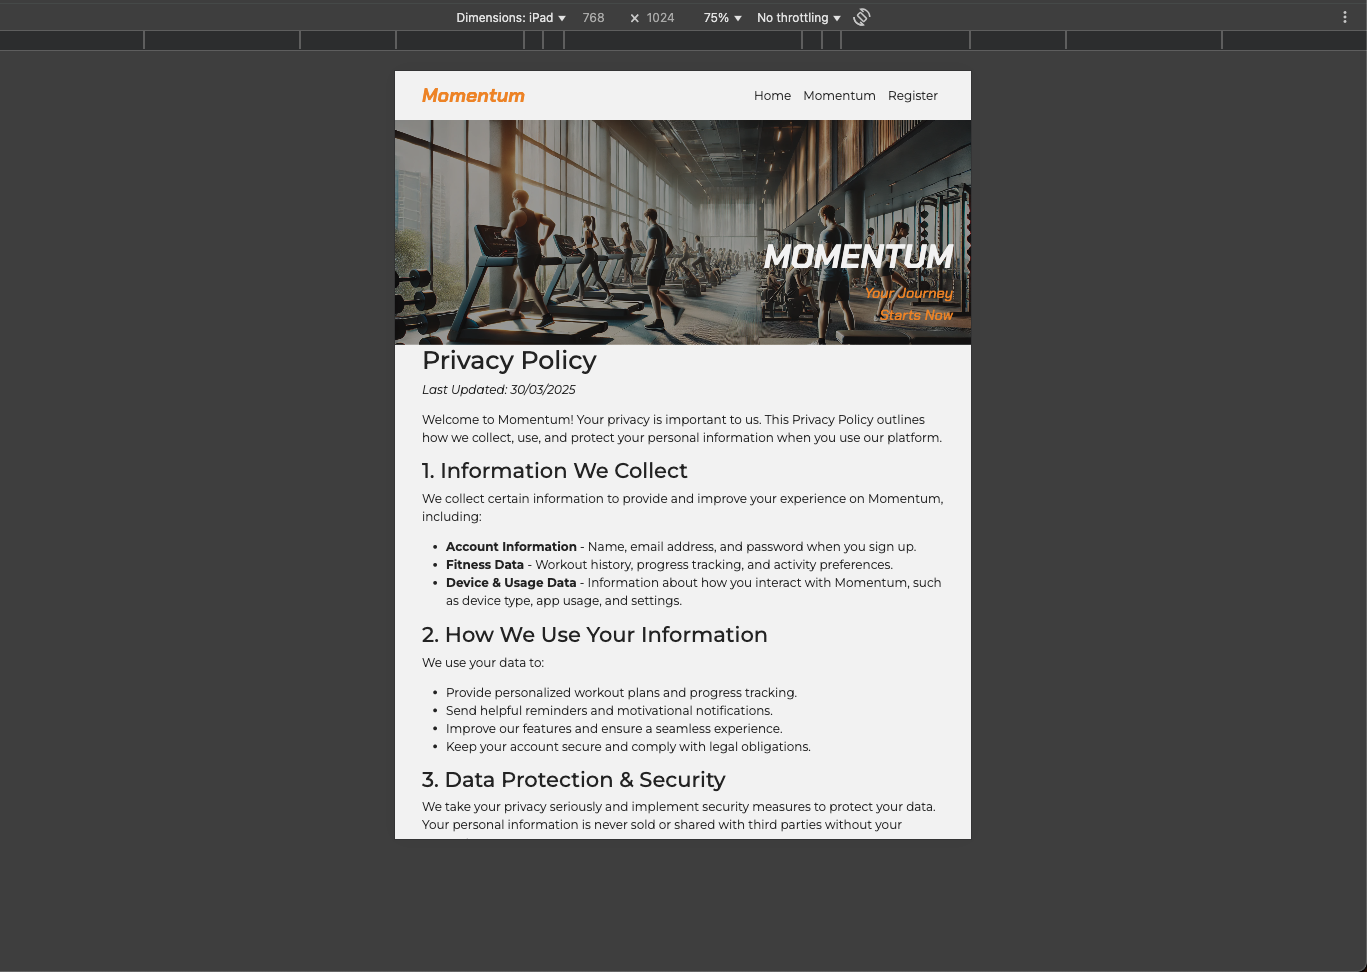 Dimensions: iPad ▼ 768 × 1024 75% ▼ No throttling ▼
Momentum
Home Momentum Register
MOMENTUM
Your Journey
Starts Now
Privacy Policy
Last Updated: 30/03/2025
Welcome to Momentum! Your privacy is important to us. This Privacy Policy outlines
how we collect, use, and protect your personal information when you use our platform.
1. Information We Collect
We collect certain information to provide and improve your experience on Momentum,
including:
• Account Information - Name, email address, and password when you sign up.
• Fitness Data - Workout history, progress tracking, and activity preferences.
• Device & Usage Data - Information about how you interact with Momentum, such
as device type, app usage, and settings.
2. How We Use Your Information
We use your data to:
• Provide personalized workout plans and progress tracking.
• Send helpful reminders and motivational notifications.
• Improve our features and ensure a seamless experience.
• Keep your account secure and comply with legal obligations.
3. Data Protection & Security
We take your privacy seriously and implement security measures to protect your data.
Your personal information is never sold or shared with third parties without your